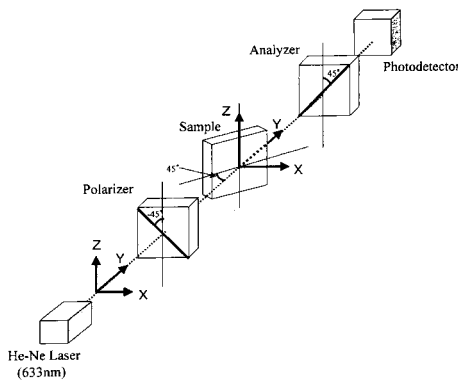 Analyzer
45°
Photodetector
Z
Sample
Y
45°
X
Polarizer
-45°
Z
Y
X
He-Ne Laser
(633nm)